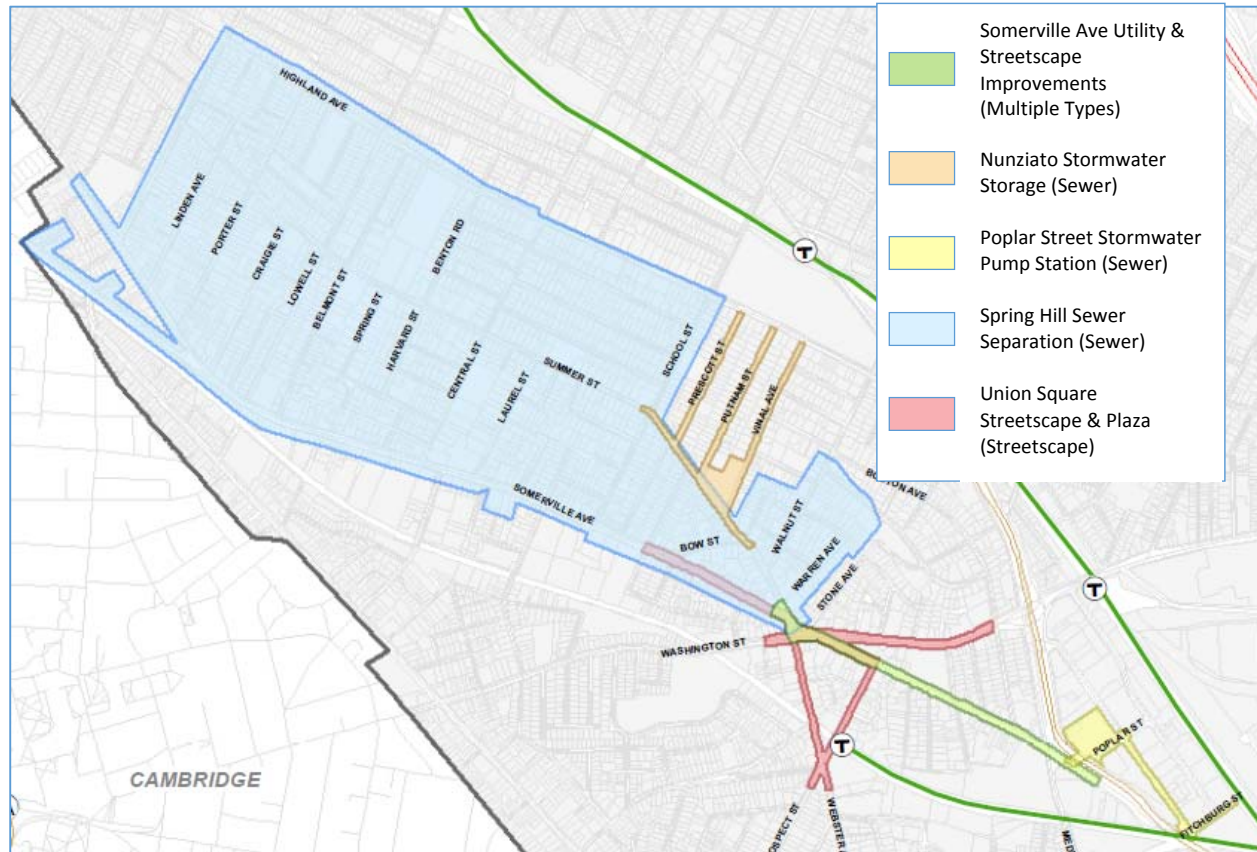 Somerville Ave Utility &
Streetscape
Improvements
(Multiple Types)
Nunziato Stormwater
Storage (Sewer)
Poplar Street Stormwater
Pump Station (Sewer)
Spring Hill Sewer
Separation (Sewer)
Union Square
Streetscape & Plaza
(Streetscape)
HIGHLAND AVE
LINDEN AVE
PORTER ST
CRAIGIE ST
LOWELL ST
BELMONT ST
SPRING ST
HARVARD ST
BENTON RD
CENTRAL ST
LAUREL ST
SUMMER ST
SCHOOL ST
PRESCOTT ST
PUTNAM ST
VINAL AVE
SOMERVILLE AVE
BOW ST
WALNUT ST
WARREN AVE
STONE AVE
WASHINGTON ST
POPLAR ST
FITCHBURG ST
CAMBRIDGE
OSPECT ST
WEBSTER A
MED
T
T
T